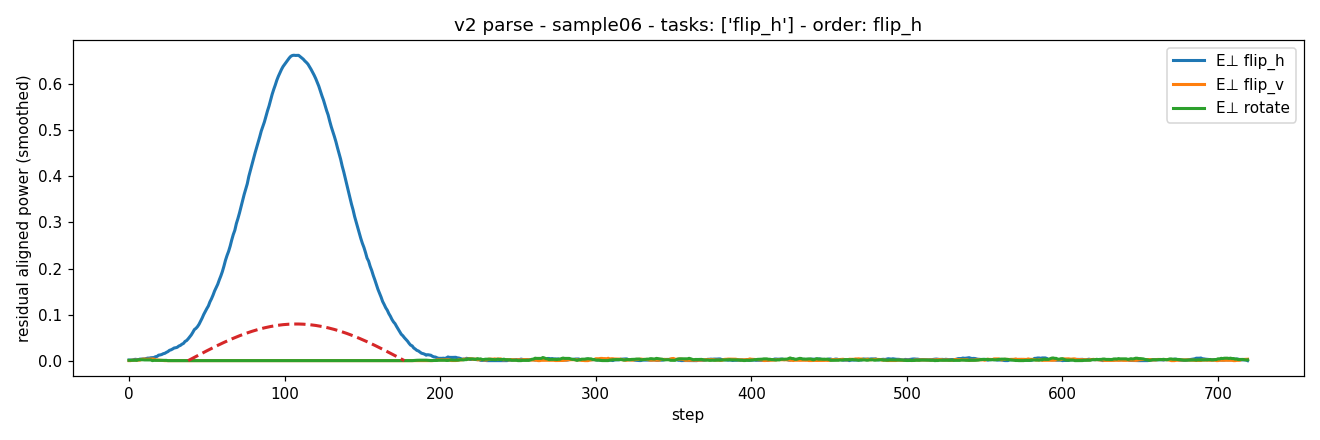 v2 parse - sample06 - tasks: ['flip_h'] - order: flip_h
residual aligned power (smoothed)
0.6
0.5
0.4
0.3
0.2
0.1
0.0
E⊥ flip_h
E⊥ flip_v
E⊥ rotate
0 100 200 300 400 500 600 700
step